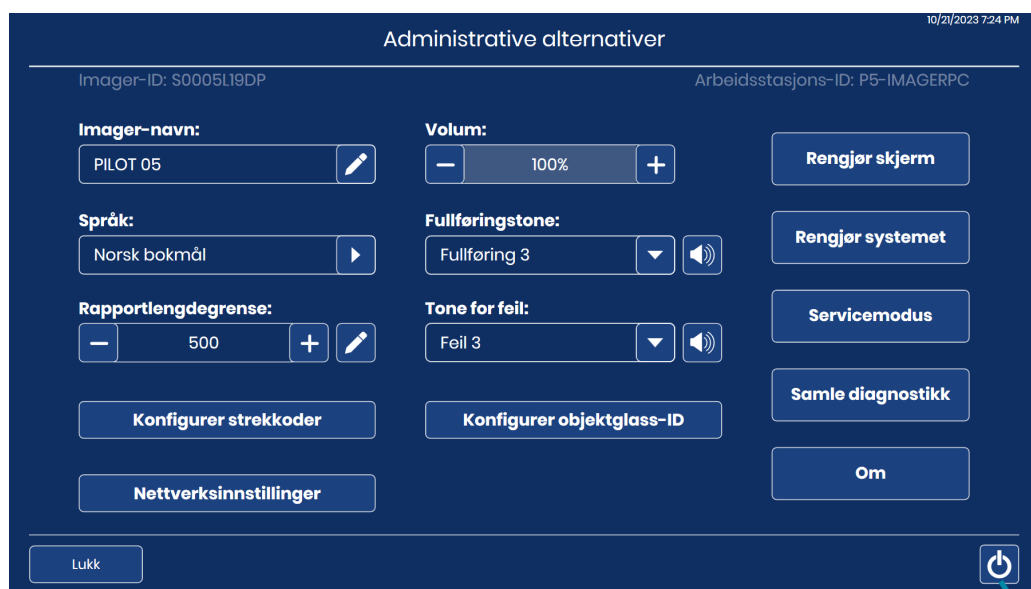 10/21/2023 7:24 PM
Administrative alternativer
Imager-ID: S0005L19DP
Arbeidsstasjons-ID: P5-IMAGERPC
Imager-navn:
PILOT 05
Volum:
100%
Rengjør skjerm
Språk:
Norsk bokmål
Fullføringstone:
Fullføring 3
Rengjør systemet
Rapportlengdegrense:
500
Tone for feil:
Feil 3
Servicemodus
Samle diagnostikk
Konfigurer strekkoder
Konfigurer objektglass-ID
Om
Nettverksinnstillinger
Lukk